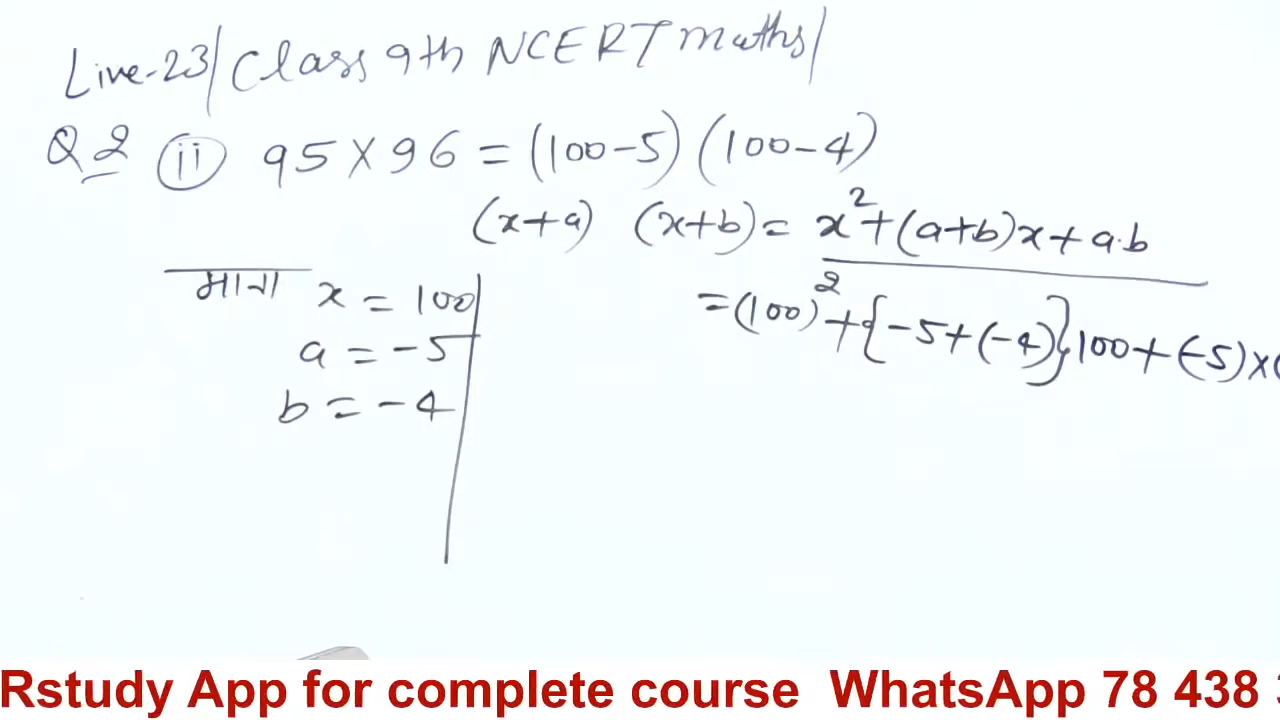 Live-23/Class 9th NCERT maths/
Q2 (ii) 95×96 = (100-5) (100-4)
(x+a) (x+b) = x²+(a+b)x+a·b
माना x = 100
= (100)²+{-5+(-4)}100+(-5)×(
a = -5
b = -4
Rstudy App for complete course WhatsApp 78 438